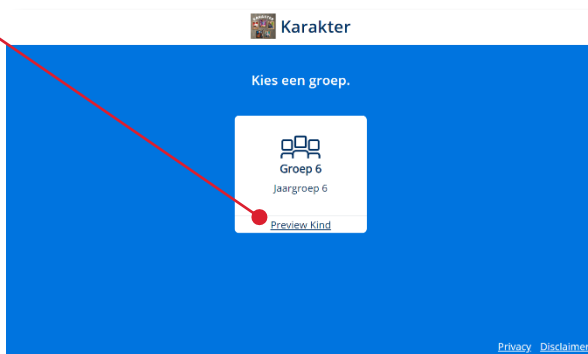 Karakter
Kies een groep.
Groep 6
Jaargroep 6
Preview Kind
Privacy Disclaimer